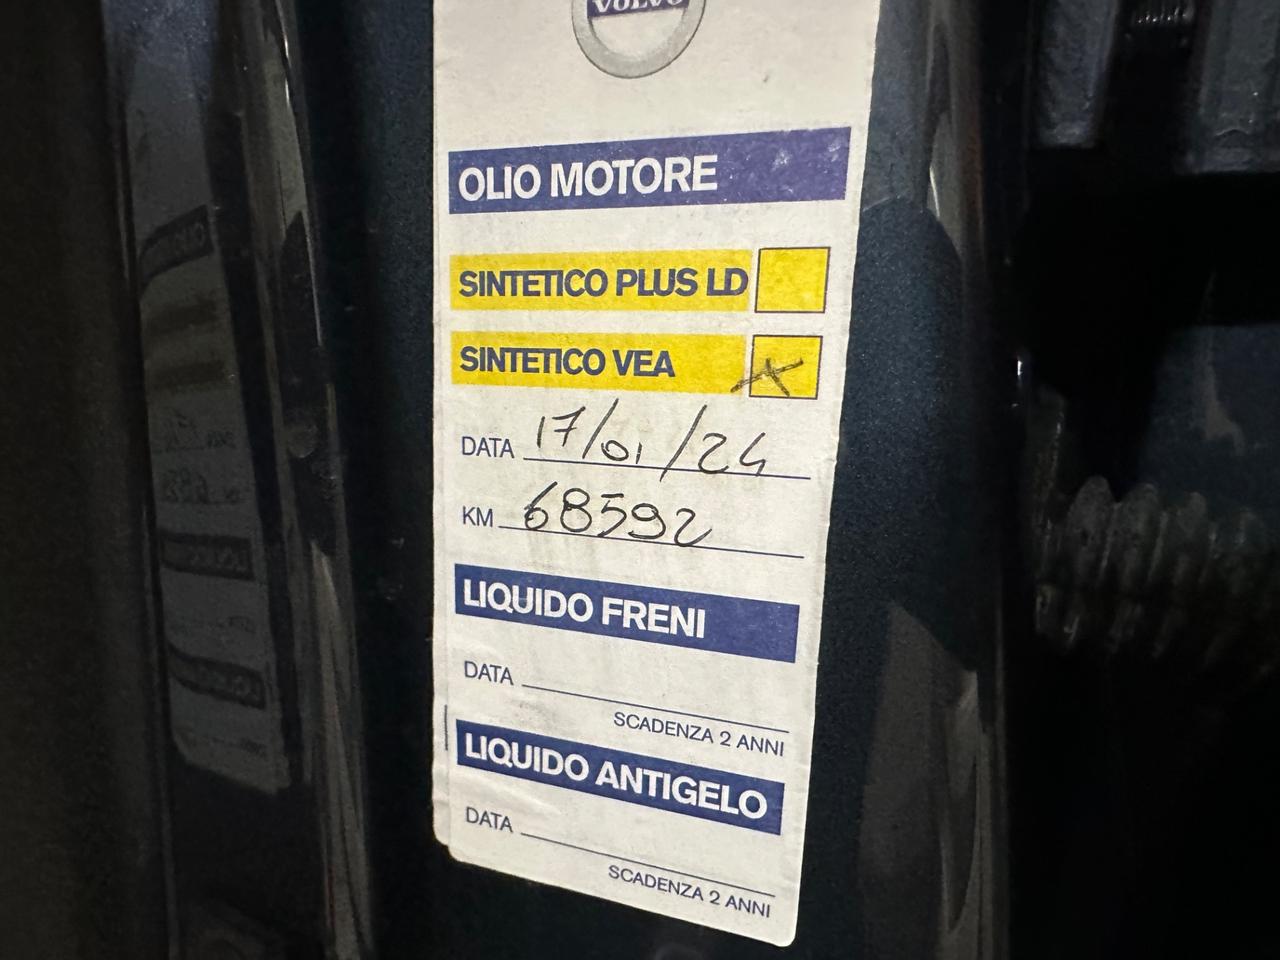 VOLVO
OLIO MOTORE
SINTETICO PLUS LD
SINTETICO VEA
DATA 17/01/24
KM 68592
LIQUIDO FRENI
DATA
SCADENZA 2 ANNI
LIQUIDO ANTIGELO
DATA
SCADENZA 2 ANNI